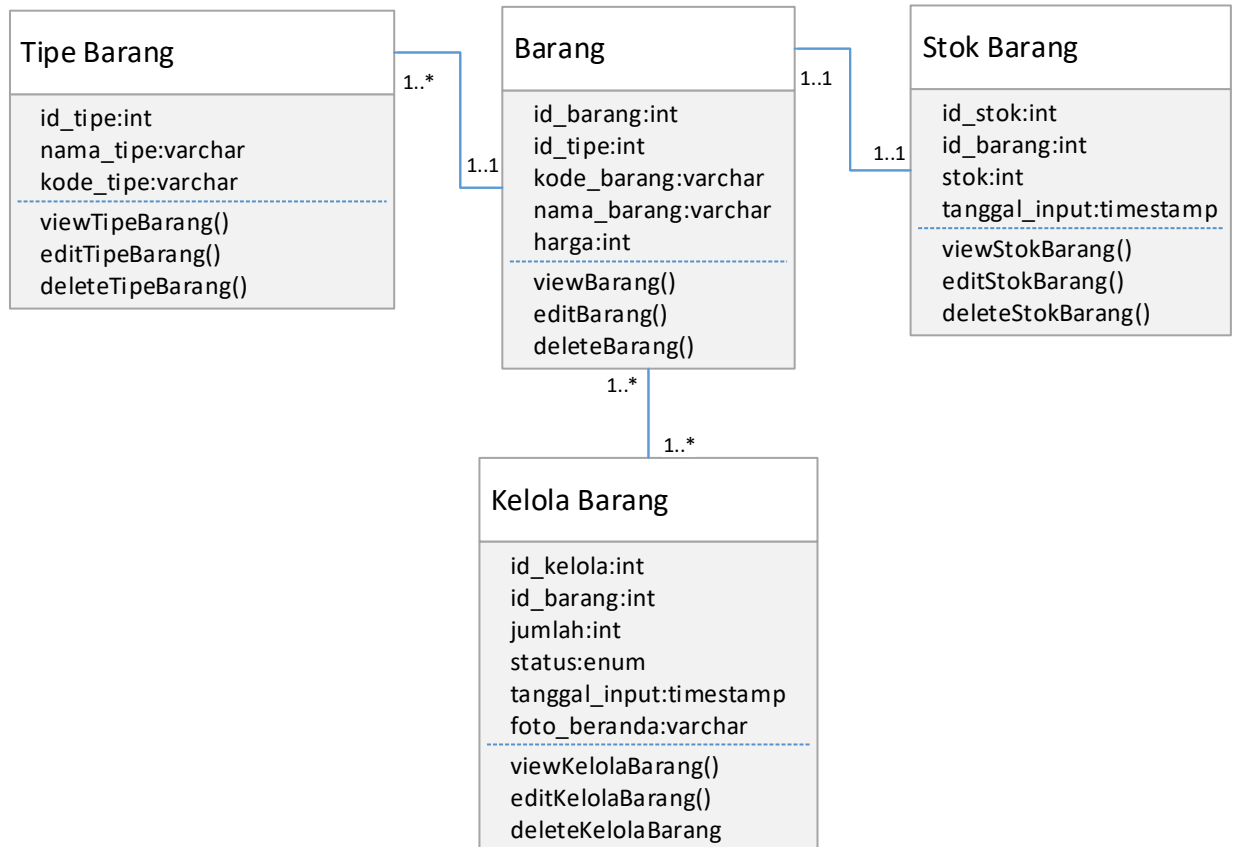 Tipe Barang
id_tipe:int
nama_tipe:varchar
kode_tipe:varchar
viewTipeBarang()
editTipeBarang()
deleteTipeBarang()
1..*
1..1
Barang
id_barang:int
id_tipe:int
kode_barang:varchar
nama_barang:varchar
harga:int
viewBarang()
editBarang()
deleteBarang()
1..1
1..1
Stok Barang
id_stok:int
id_barang:int
stok:int
tanggal_input:timestamp
viewStokBarang()
editStokBarang()
deleteStokBarang()
1..*
1..*
Kelola Barang
id_kelola:int
id_barang:int
jumlah:int
status:enum
tanggal_input:timestamp
foto_beranda:varchar
viewKelolaBarang()
editKelolaBarang()
deleteKelolaBarang